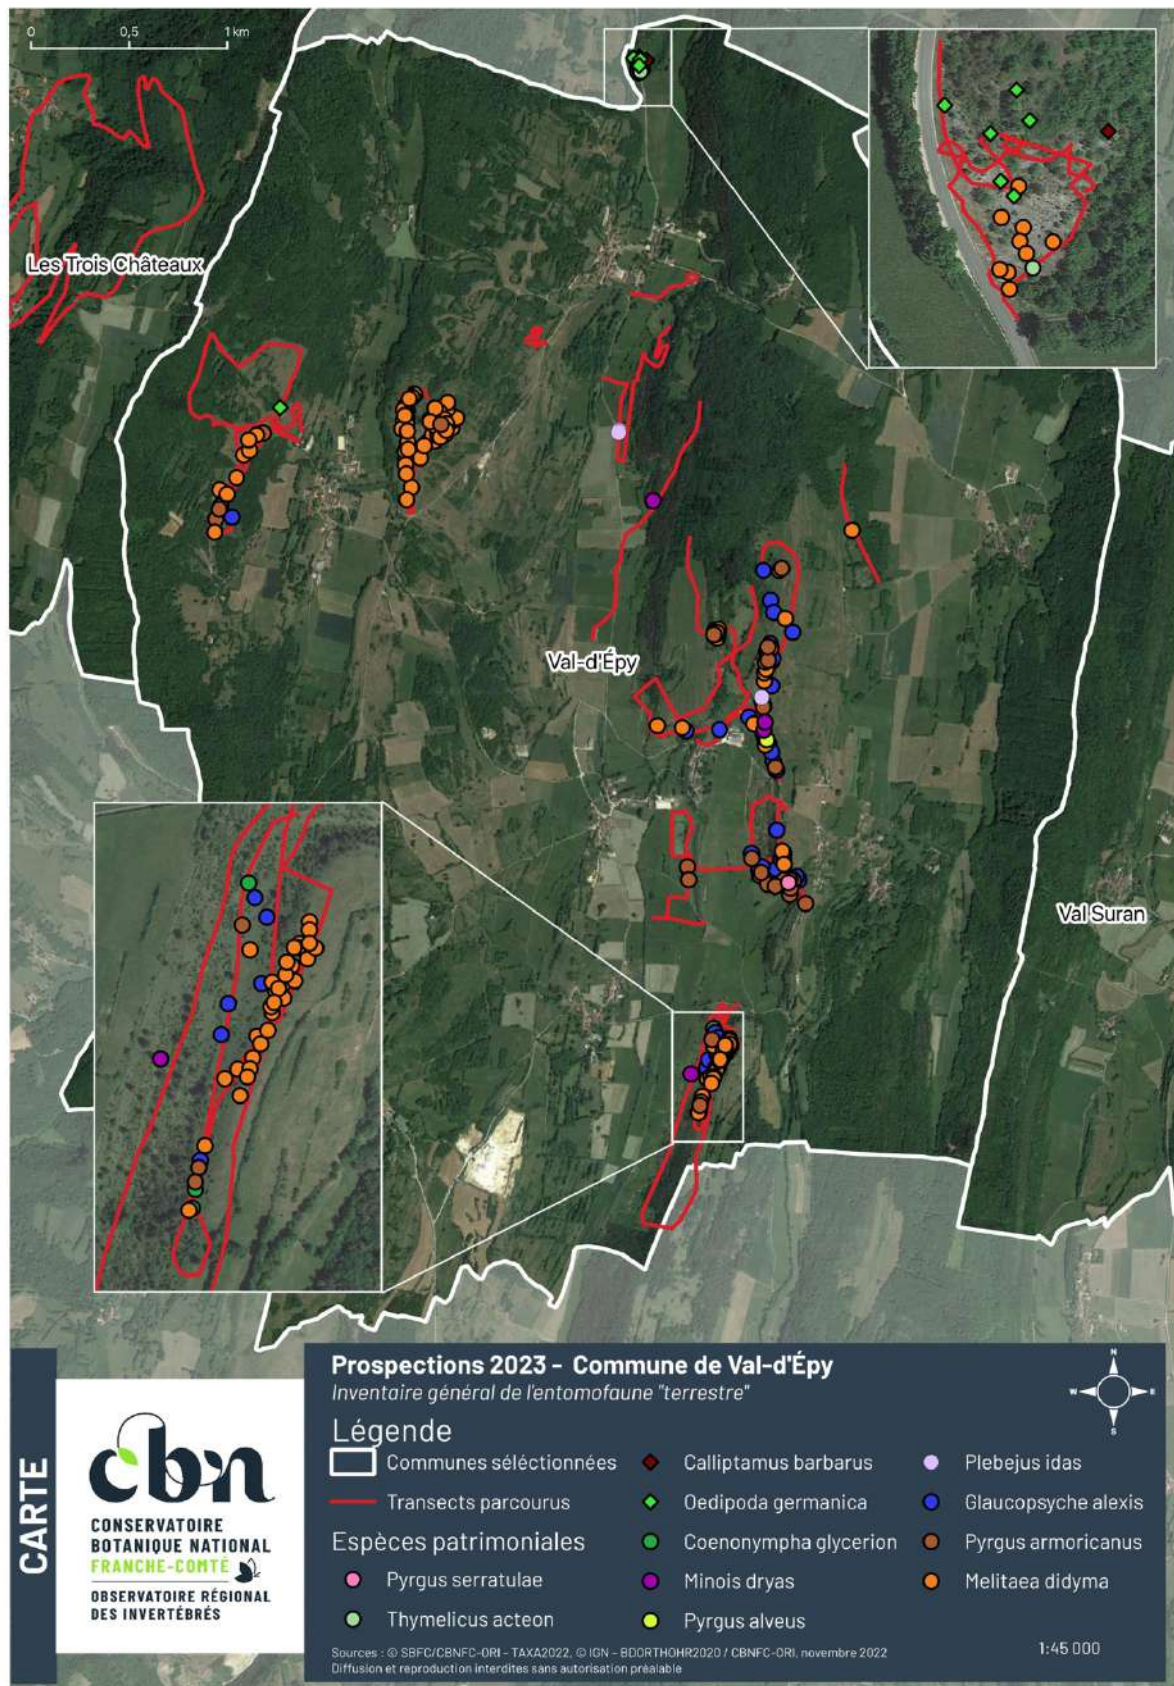 0 0,5 1 km
Les Trois Châteaux
Val-d'Épy
Val Suran
CARTE
cbn
CONSERVATOIRE
BOTANIQUE NATIONAL
FRANCHE-COMTÉ
OBSERVATOIRE RÉGIONAL
DES INVERTÉBRÉS
Prospections 2023 - Commune de Val-d'Épy
Inventaire général de l'entomofaune "terrestre"
N
W E
S
Légende
Communes séléctionnées
Transects parcourus
Espèces patrimoniales
Pyrgus serratulae
Thymelicus acteon
Calliptamus barbarus
Oedipoda germanica
Coenonympha glycerion
Minois dryas
Pyrgus alveus
Plebejus idas
Glaucopsyche alexis
Pyrgus armoricanus
Melitaea didyma
Sources : © SBFC/CBNFC-ORI - TAXA2022, © IGN - BDORTHOHR2020 / CBNFC-ORI, novembre 2022
Diffusion et reproduction interdites sans autorisation préalable
1:45 000